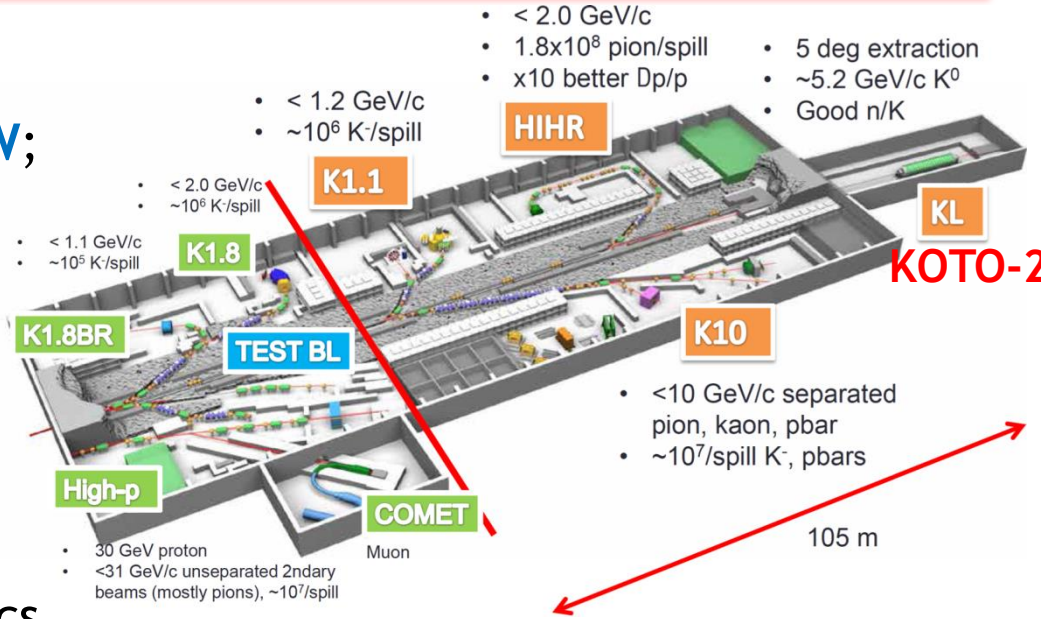 • < 2.0 GeV/c
• 1.8x10⁸ pion/spill
• x10 better Dp/p
• 5 deg extraction
• ~5.2 GeV/c K⁰
• Good n/K
• < 1.2 GeV/c
• ~10⁶ K⁻/spill
HIHR
;
K1.1
• < 2.0 GeV/c
• ~10⁶ K⁻/spill
KL
• < 1.1 GeV/c
• ~10⁵ K⁻/spill
K1.8
KOTO-2
K1.8BR
TEST BL
K10
• <10 GeV/c separated
pion, kaon, pbar
• ~10⁷/spill K⁻, pbars
High-p
COMET
105 m
• 30 GeV proton
• <31 GeV/c unseparated 2ndary
beams (mostly pions), ~10⁷/spill
Muon